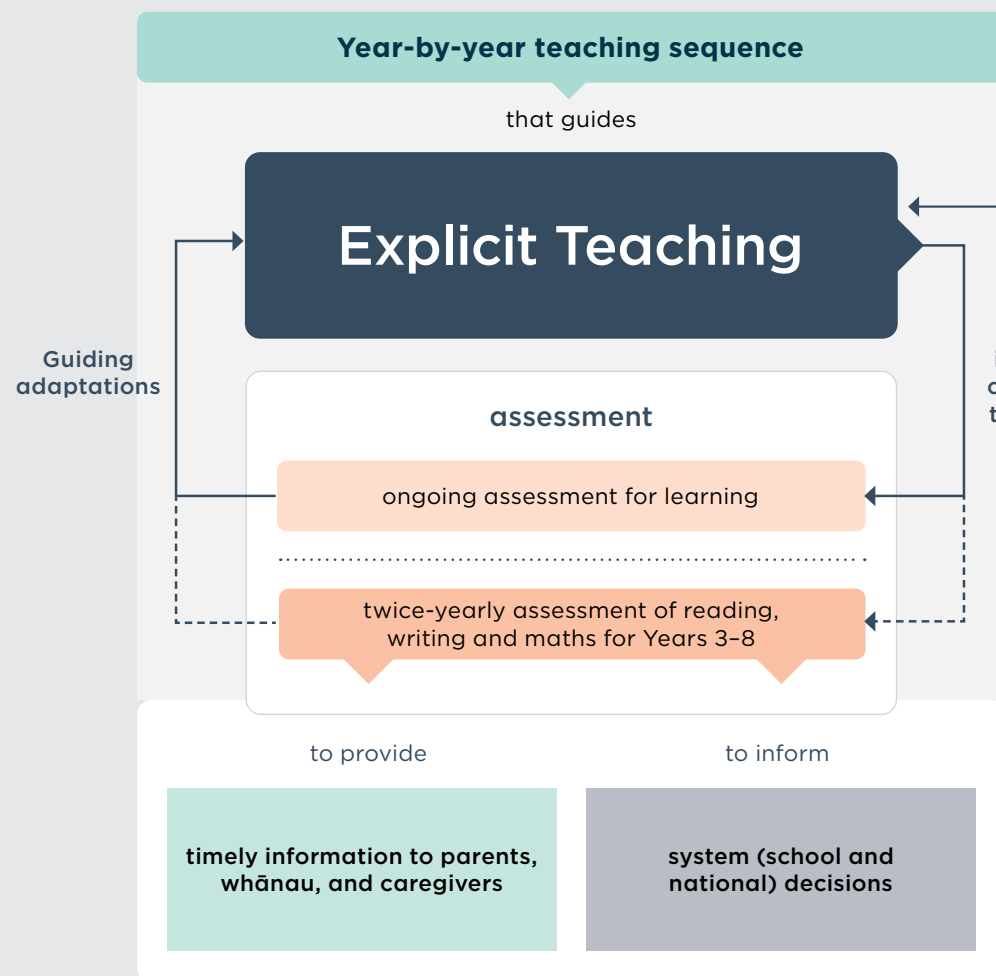 Year-by-year teaching sequence
that guides
Explicit Teaching
Guiding
adaptations
assessment
ongoing assessment for learning
twice-yearly assessment of reading,
writing and maths for Years 3–8
to provide
to inform
timely information to parents,
whānau, and caregivers
system (school and
national) decisions